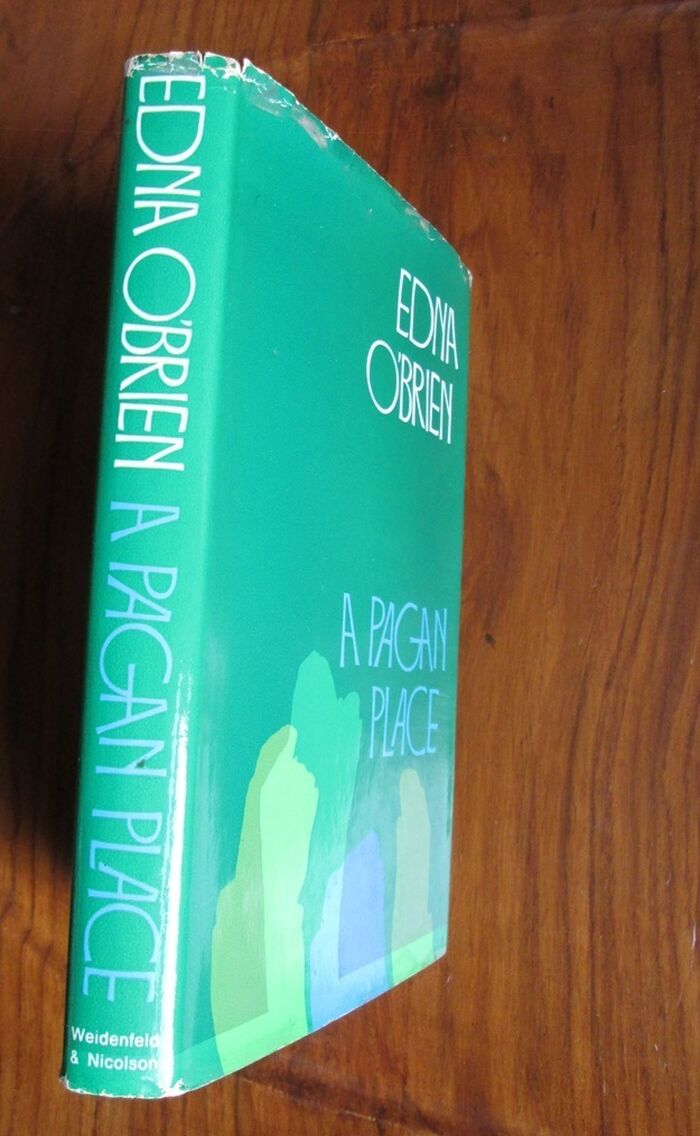 EDNA O'BRIEN A PAGAN PLACE
Weidenfeld
& Nicolson
EDNA
O'BRIEN
A PAGAN
PLACE